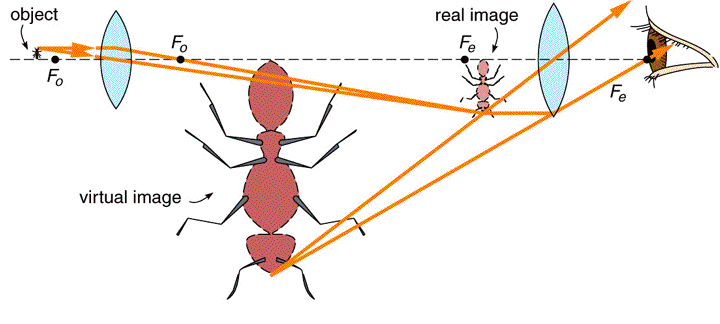 object
real image
F_o
F_e
F_o
F_e
virtual image